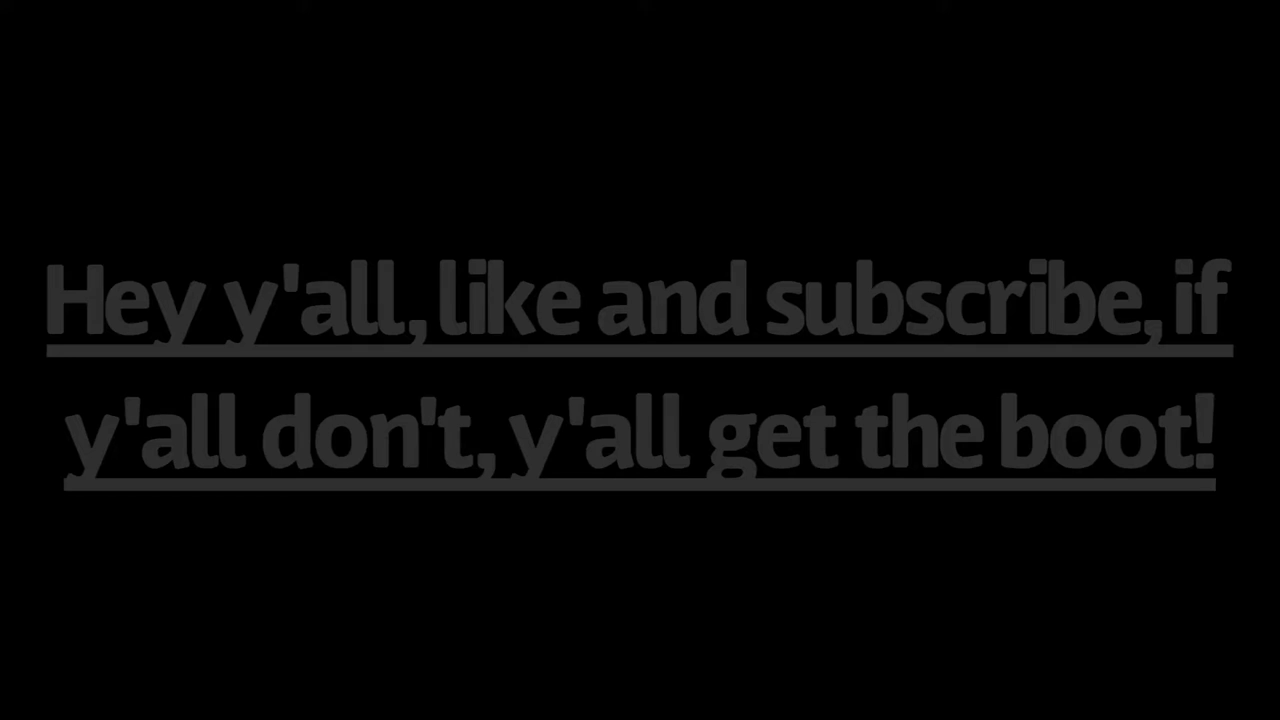 Hey y'all, like and subscribe, if
y'all don't, y'all get the boot!